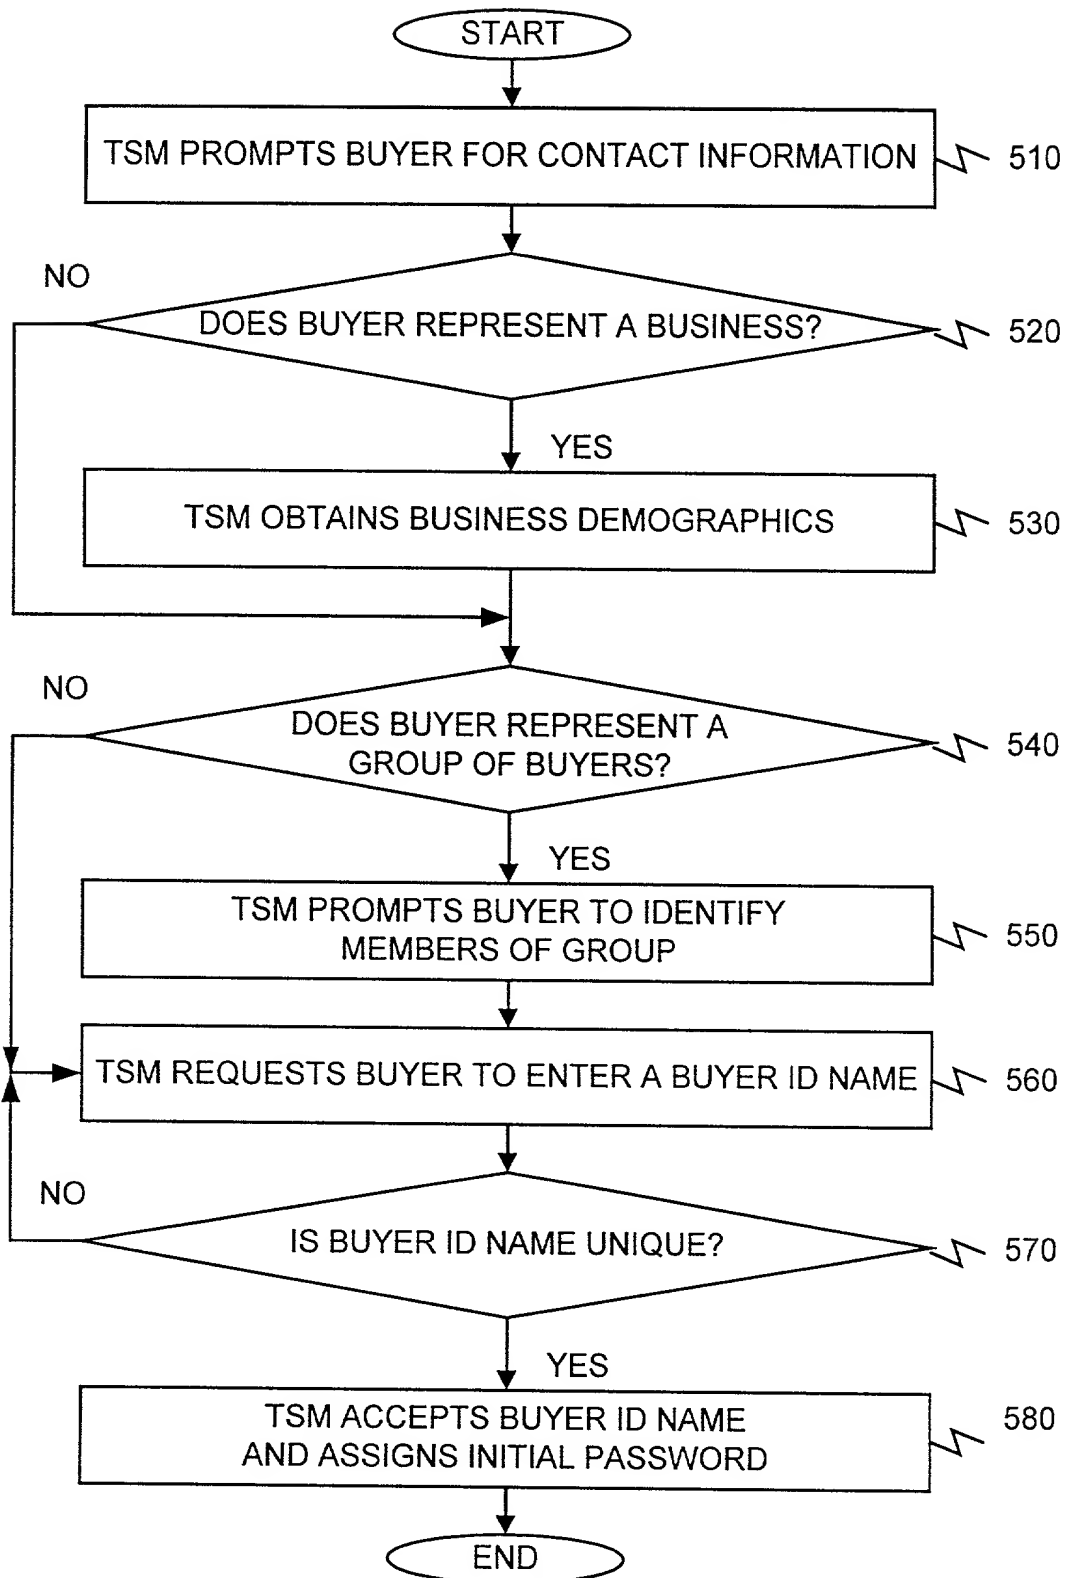 START
TSM PROMPTS BUYER FOR CONTACT INFORMATION
510
NO
DOES BUYER REPRESENT A BUSINESS?
520
YES
TSM OBTAINS BUSINESS DEMOGRAPHICS
530
NO
DOES BUYER REPRESENT A
GROUP OF BUYERS?
540
YES
TSM PROMPTS BUYER TO IDENTIFY
MEMBERS OF GROUP
550
TSM REQUESTS BUYER TO ENTER A BUYER ID NAME
560
NO
IS BUYER ID NAME UNIQUE?
570
YES
TSM ACCEPTS BUYER ID NAME
AND ASSIGNS INITIAL PASSWORD
580
END